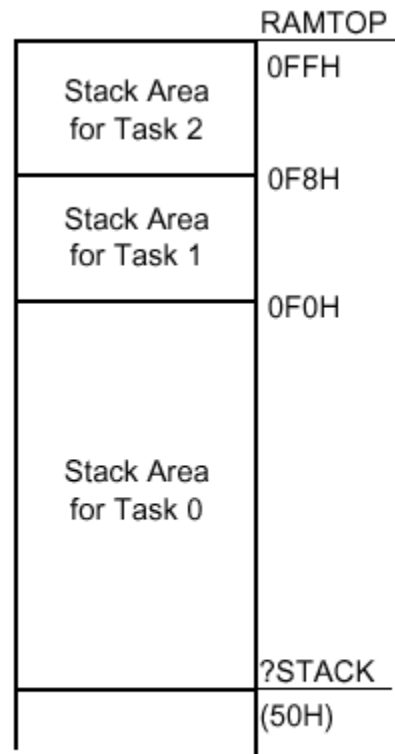 RAMTOP
0FFH
Stack Area
for Task 2
0F8H
Stack Area
for Task 1
0F0H
Stack Area
for Task 0
?STACK
(50H)